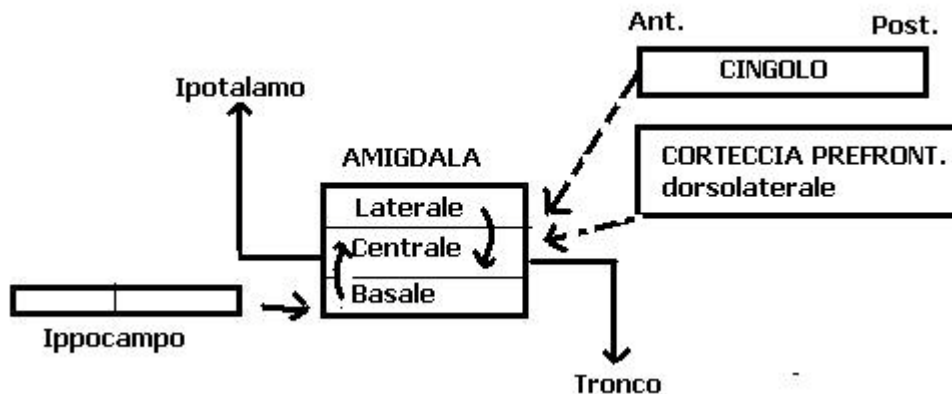 Ant. Post.
CINGOLO
Ipotalamo
CORTECCIA PREFRONT.
dorsolaterale
AMIGDALA
Laterale
Centrale
Basale
Ippocampo
Tronco